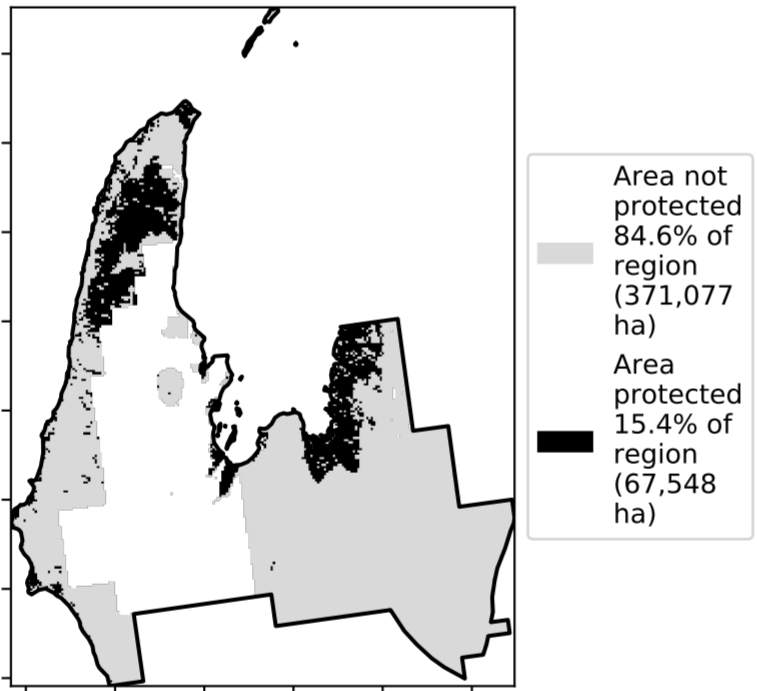 Area not
protected
84.6% of
region
(371,077
ha)
Area
protected
15.4% of
region
(67,548
ha)